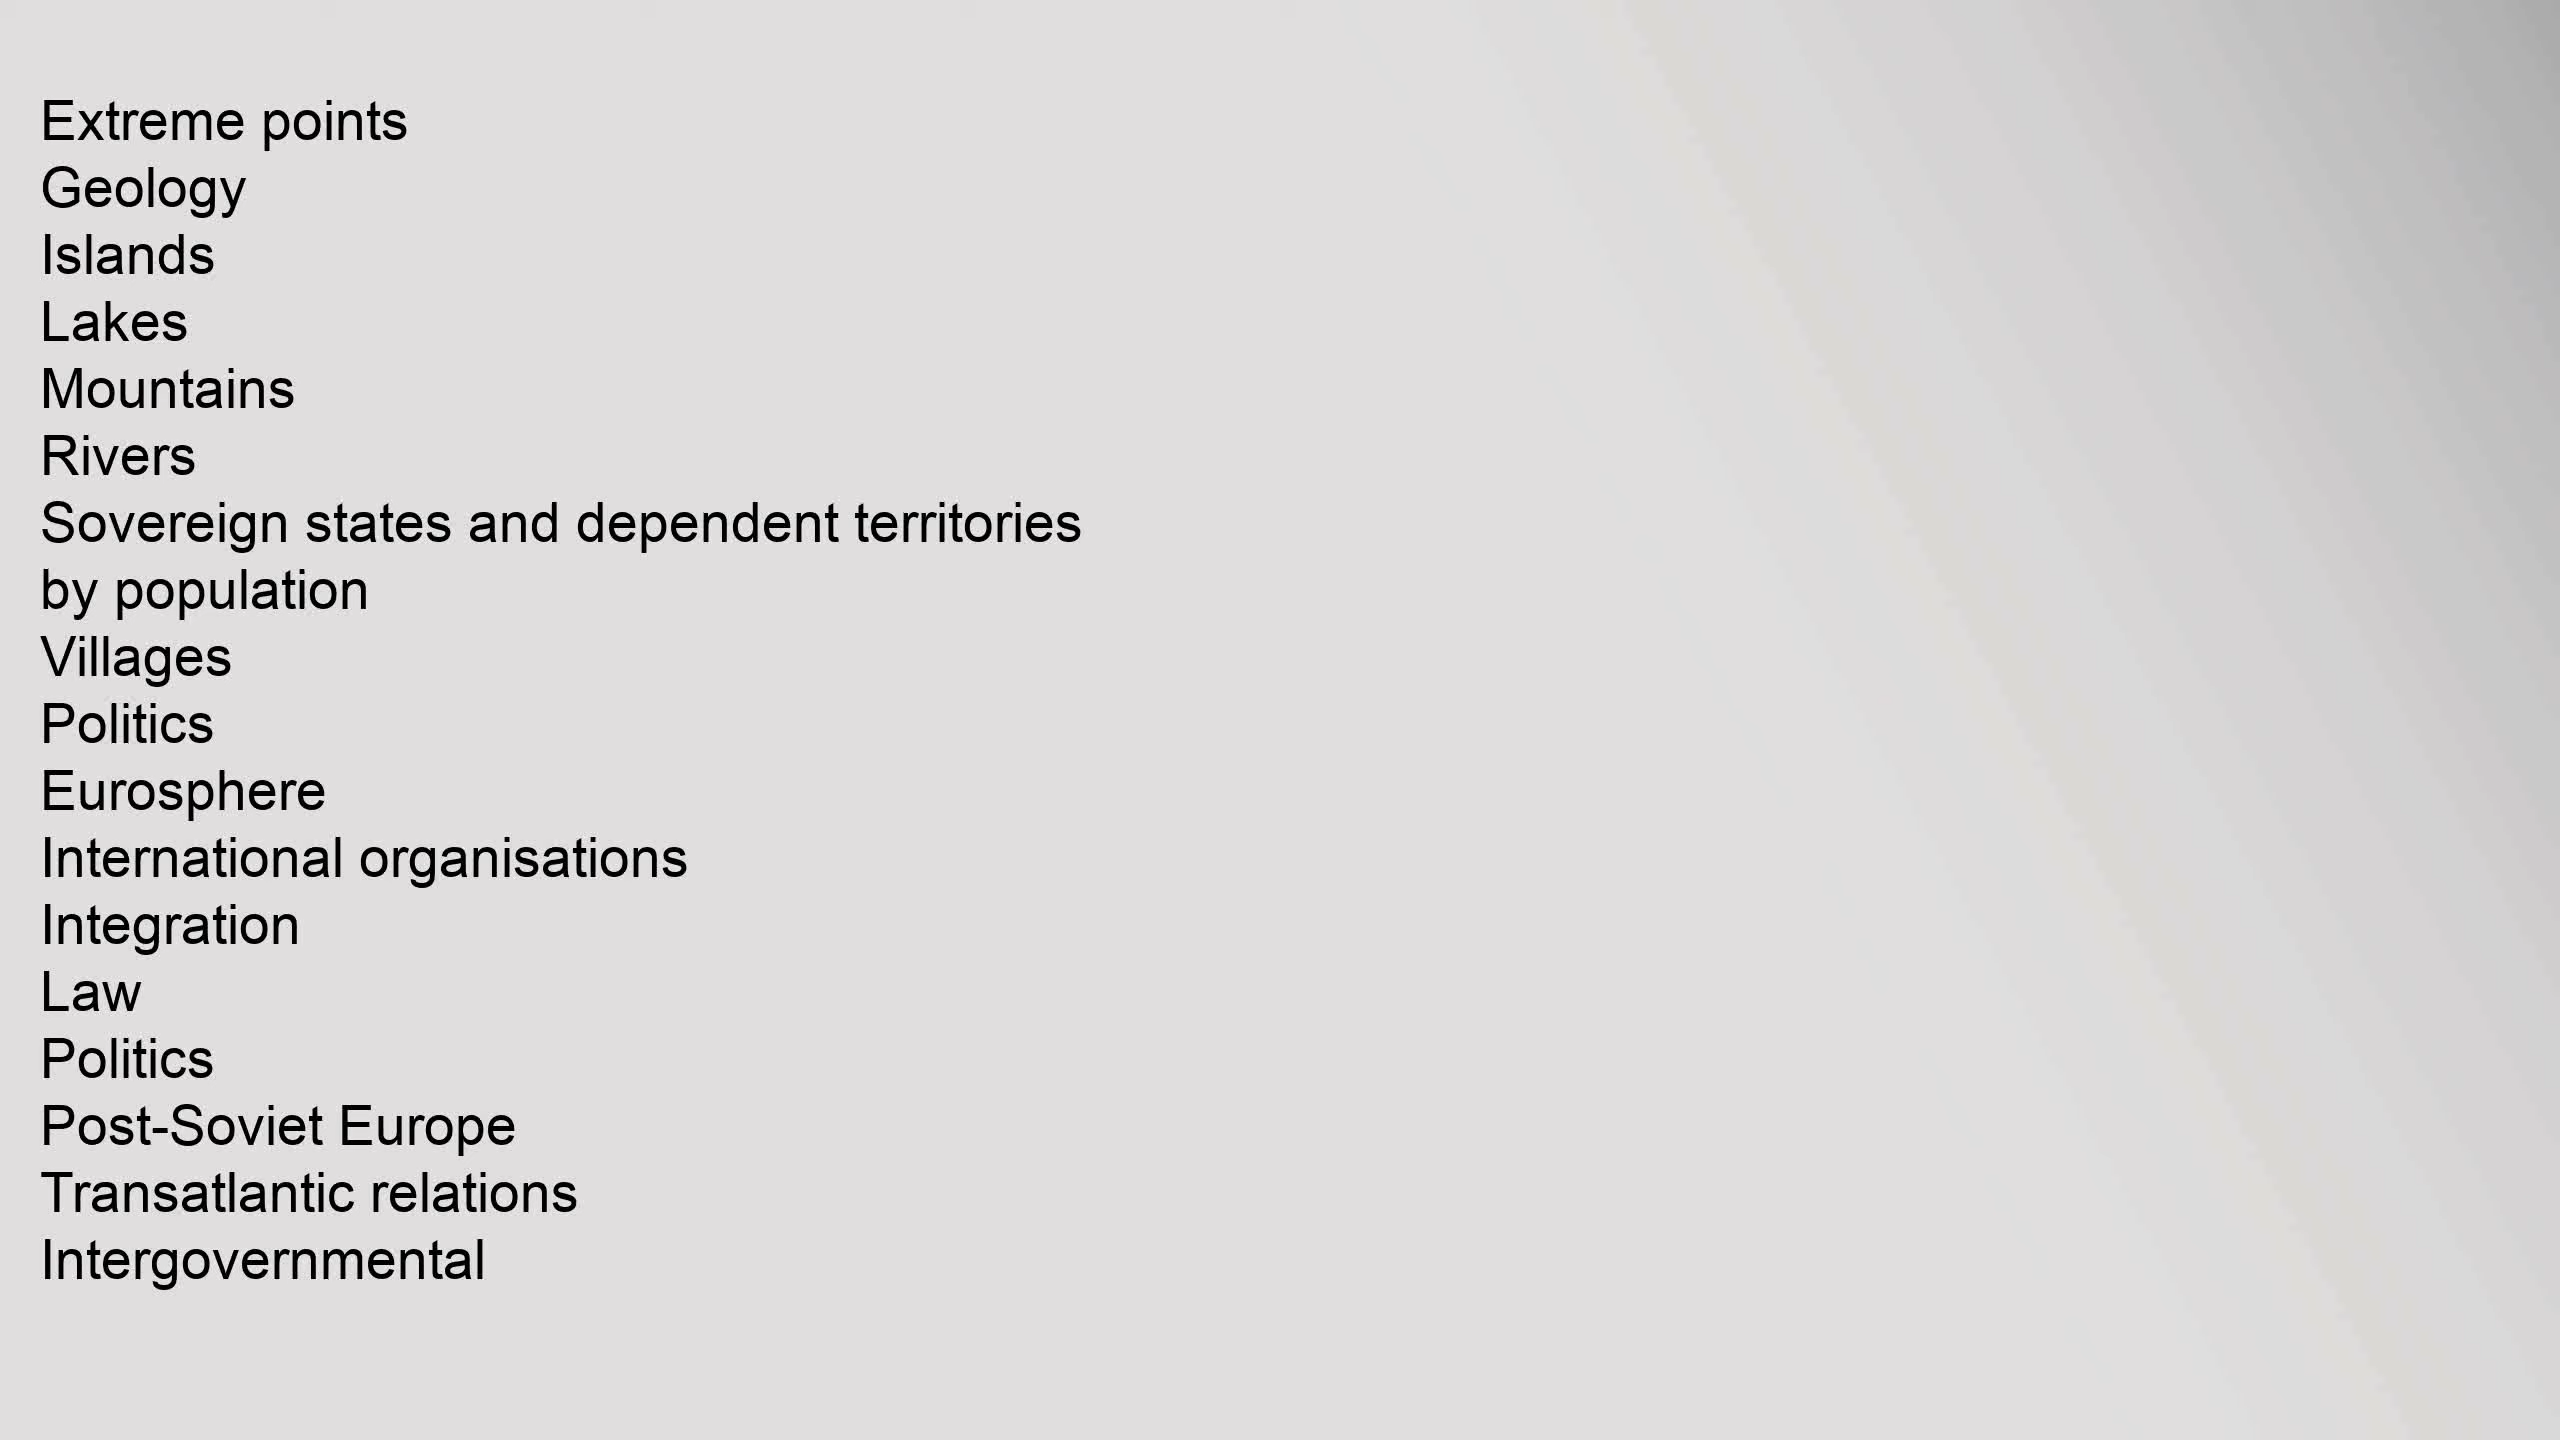 Extreme points
Geology
Islands
Lakes
Mountains
Rivers
Sovereign states and dependent territories
by population
Villages
Politics
Eurosphere
International organisations
Integration
Law
Politics
Post-Soviet Europe
Transatlantic relations
Intergovernmental